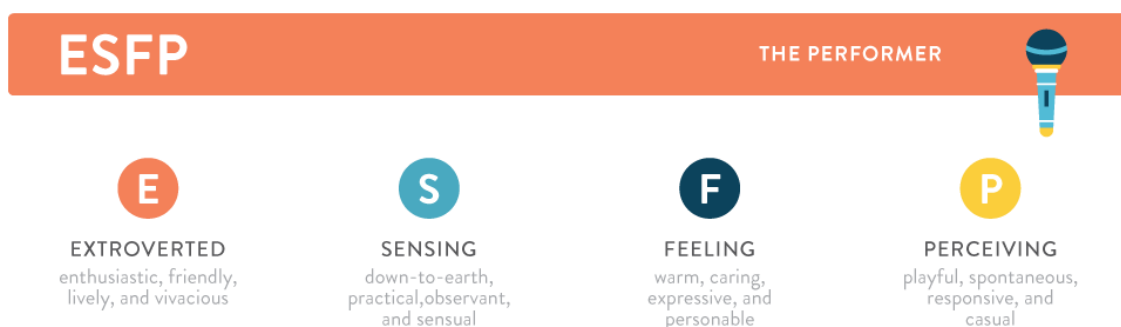 ESFP
THE PERFORMER
E
EXTROVERTED
enthusiastic, friendly,
lively, and vivacious
S
SENSING
down-to-earth,
practical,observant,
and sensual
F
FEELING
warm, caring,
expressive, and
personable
P
PERCEIVING
playful, spontaneous,
responsive, and
casual